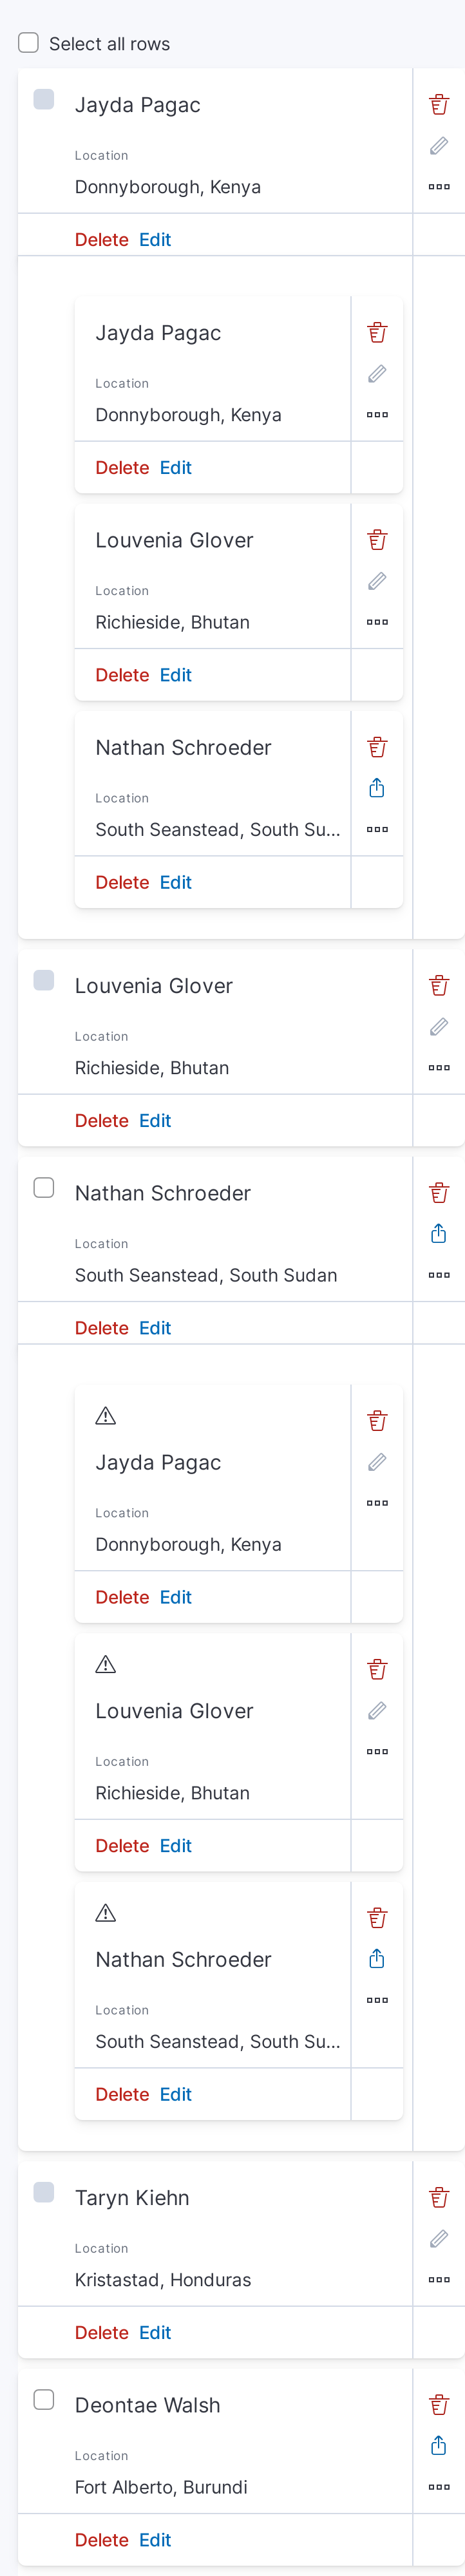 Select all rows
Jayda Pagac
Location
Donnyborough, Kenya
Delete Edit
Jayda Pagac
Location
Donnyborough, Kenya
Delete Edit
Louvenia Glover
Location
Richieside, Bhutan
Delete Edit
Nathan Schroeder
Location
South Seanstead, South Su...
Delete Edit
Louvenia Glover
Location
Richieside, Bhutan
Delete Edit
Nathan Schroeder
Location
South Seanstead, South Sudan
Delete Edit
Jayda Pagac
Location
Donnyborough, Kenya
Delete Edit
Louvenia Glover
Location
Richieside, Bhutan
Delete Edit
Nathan Schroeder
Location
South Seanstead, South Su...
Delete Edit
Taryn Kiehn
Location
Kristastad, Honduras
Delete Edit
Deontae Walsh
Location
Fort Alberto, Burundi
Delete Edit